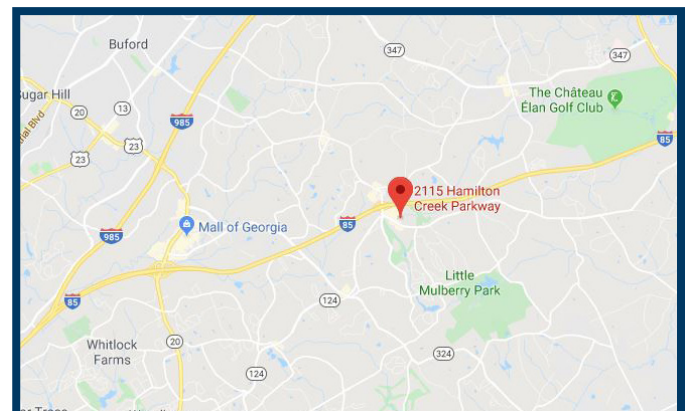 Buford
347
347
Sugar Hill
The Château
Élan Golf Club
20
13
985
85
23
23
2115 Hamilton
Creek Parkway
Mall of Georgia
85
985
Little
Mulberry Park
124
85
Whitlock
Farms
20
324
124